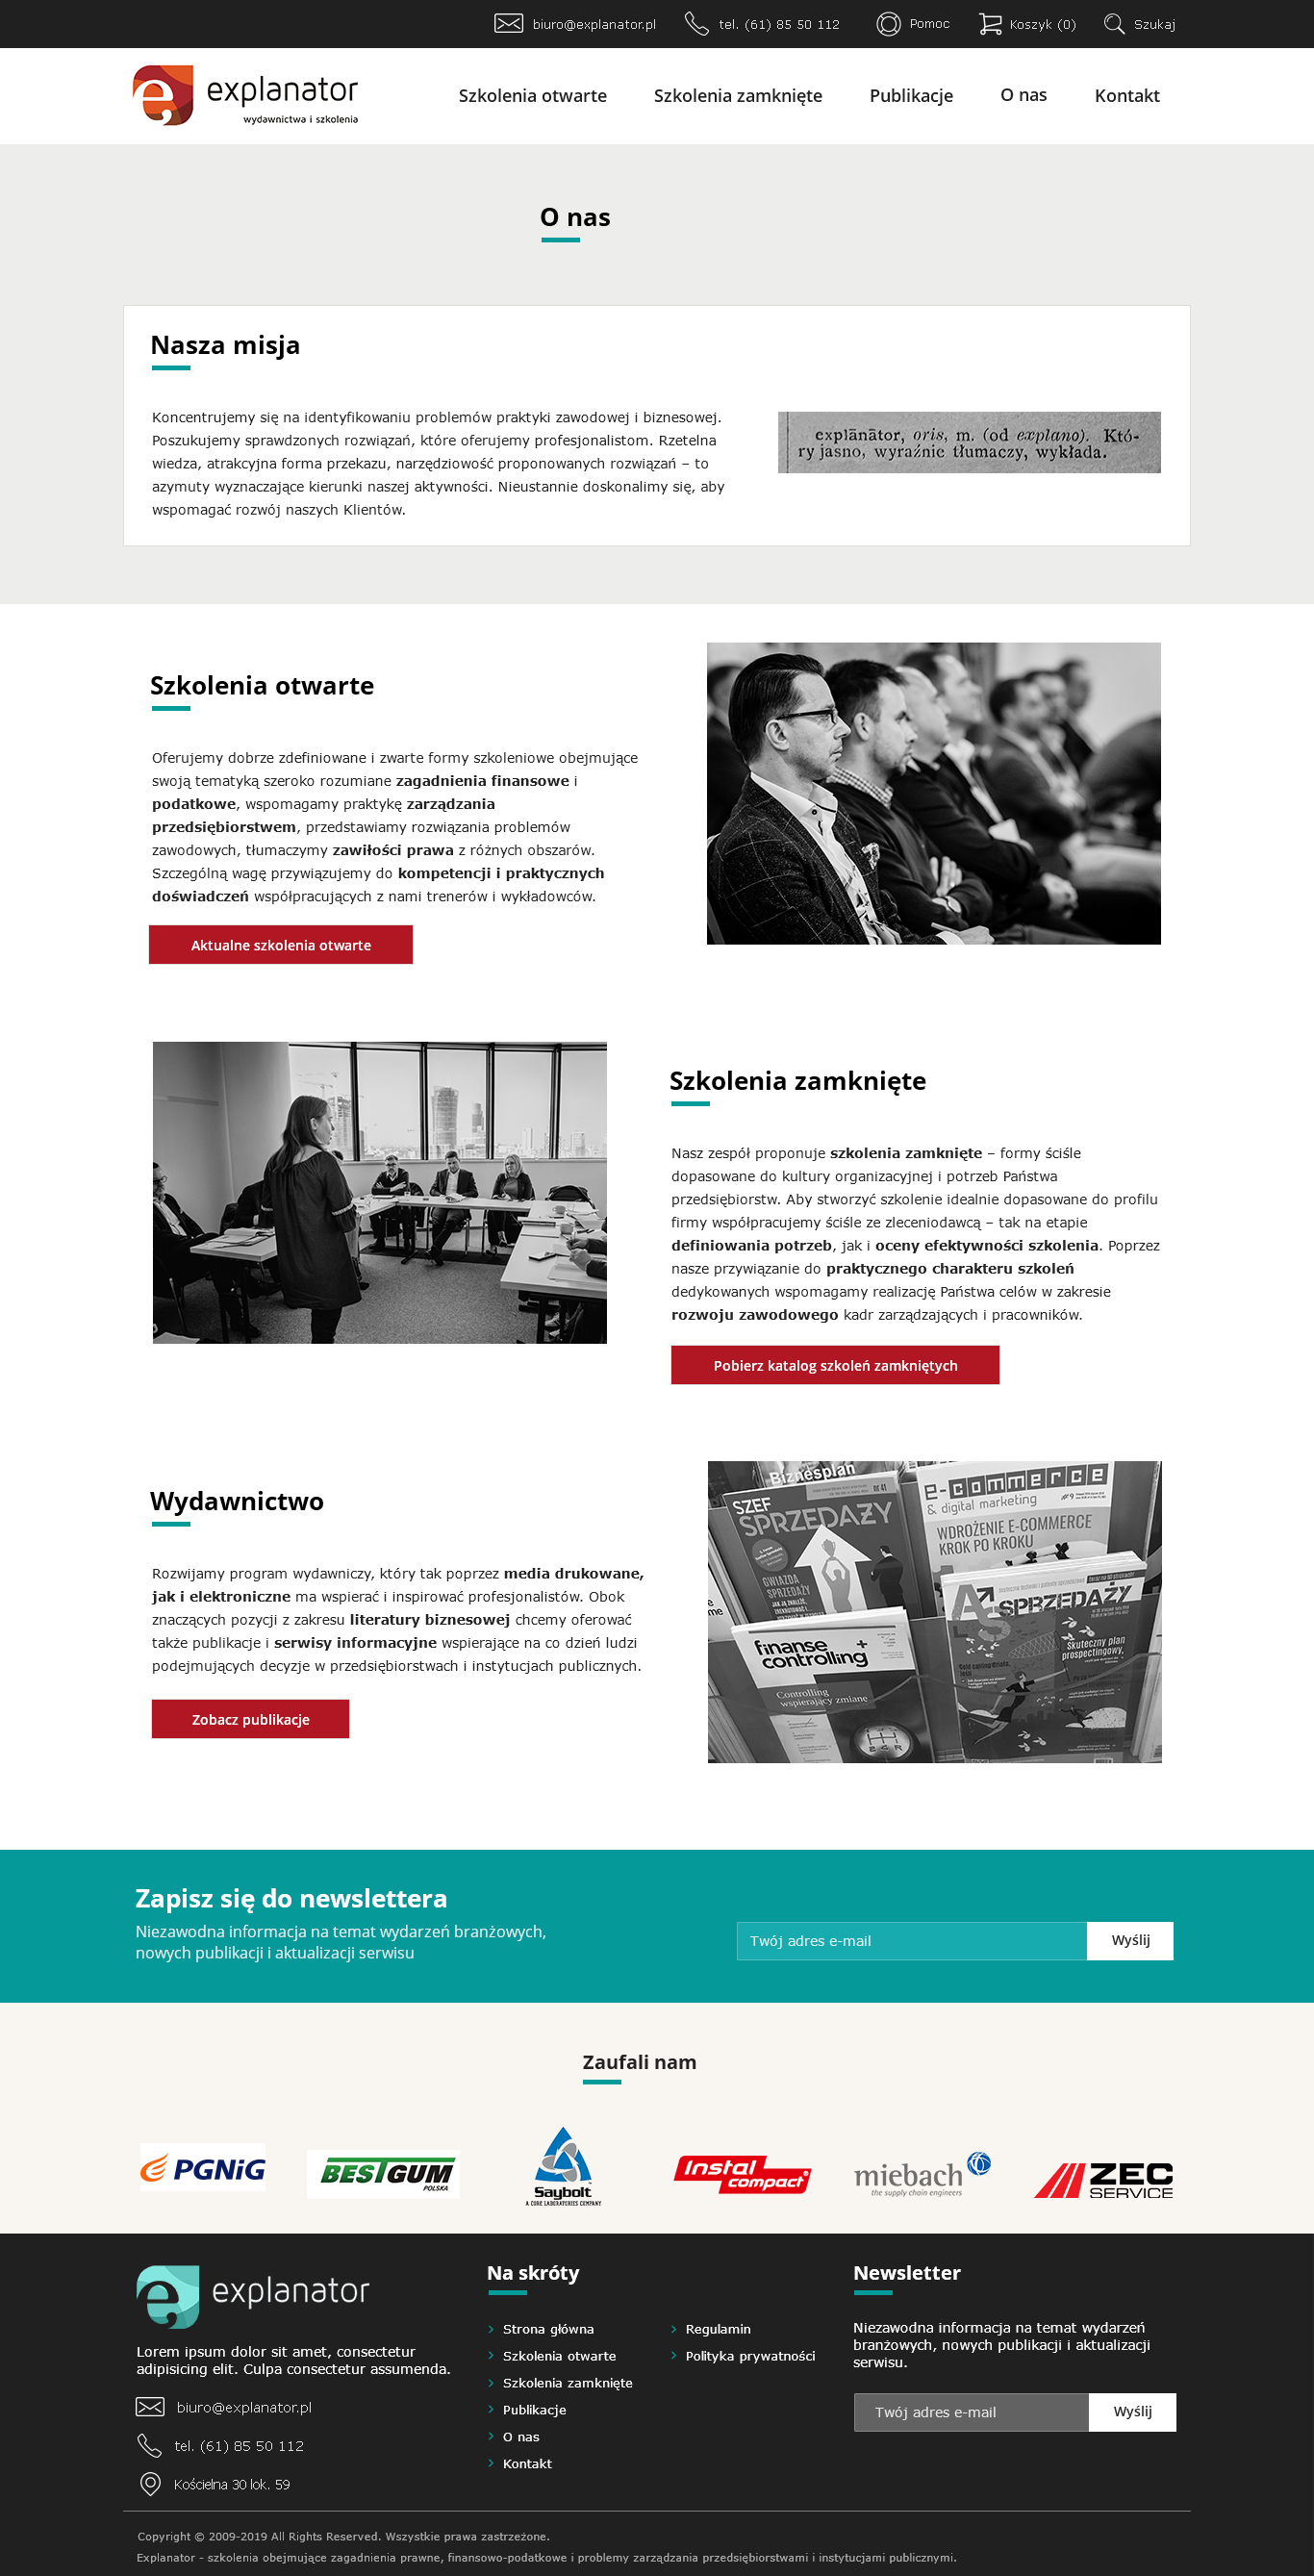 biuro@explanator.pl
tel. (61) 85 50 112
Pomoc
Koszyk (0)
Szukaj
explanator
wydawnictwa i szkolenia
Szkolenia otwarte
Szkolenia zamknięte
Publikacje
O nas
Kontakt
O nas
Nasza misja
Koncentrujemy się na identyfikowaniu problemów praktyki zawodowej i biznesowej.
Poszukujemy sprawdzonych rozwiązań, które oferujemy profesjonalistom. Rzetelna
wiedza, atrakcyjna forma przekazu, narzędziowość proponowanych rozwiązań – to
azymuty wyznaczające kierunki naszej aktywności. Nieustannie doskonalimy się, aby
wspomagać rozwój naszych Klientów.
explānātor, oris, m. (od explano). Któ-
ry jasno, wyraźnie tłumaczy, wykłada.
Szkolenia otwarte
Oferujemy dobrze zdefiniowane i zwarte formy szkoleniowe obejmujące
swoją tematyką szeroko rozumiane zagadnienia finansowe i
podatkowe, wspomagamy praktykę zarządzania
przedsiębiorstwem, przedstawiamy rozwiązania problemów
zawodowych, tłumaczymy zawiłości prawa z różnych obszarów.
Szczególną wagę przywiązujemy do kompetencji i praktycznych
doświadczeń współpracujących z nami trenerów i wykładowców.
Aktualne szkolenia otwarte
Szkolenia zamknięte
Nasz zespół proponuje szkolenia zamknięte – formy ściśle
dopasowane do kultury organizacyjnej i potrzeb Państwa
przedsiębiorstw. Aby stworzyć szkolenie idealnie dopasowane do profilu
firmy współpracujemy ściśle ze zleceniodawcą – tak na etapie
definiowania potrzeb, jak i oceny efektywności szkolenia. Poprzez
nasze przywiązanie do praktycznego charakteru szkoleń
dedykowanych wspomagamy realizację Państwa celów w zakresie
rozwoju zawodowego kadr zarządzających i pracowników.
Pobierz katalog szkoleń zamkniętych
Wydawnictwo
Rozwijamy program wydawniczy, który tak poprzez media drukowane,
jak i elektroniczne ma wspierać i inspirować profesjonalistów. Obok
znaczących pozycji z zakresu literatury biznesowej chcemy oferować
także publikacje i serwisy informacyjne wspierające na co dzień ludzi
podejmujących decyzje w przedsiębiorstwach i instytucjach publicznych.
Zobacz publikacje
Biznesplan
SZEF
SPRZEDAŻY
nr 41
GWIAZDA
SPRZEDAŻY
e-commerce
& digital marketing
#9
WDROŻENIE E-COMMERCE
KROK PO KROKU
SPRZEDAŻY
Skuteczny plan
prospectingowy,
finanse
controlling
Controlling
wspierający zmiane
Zapisz się do newslettera
Niezawodna informacja na temat wydarzeń branżowych,
nowych publikacji i aktualizacji serwisu
Twój adres e-mail
Wyślij
Zaufali nam
PGNiG
BESTGUM
POLSKA
Saybolt
A CORE LABORATORIES COMPANY
Instal
compact
miebach
the supply chain engineers
ZEC
SERVICE
explanator
Lorem ipsum dolor sit amet, consectetur
adipisicing elit. Culpa consectetur assumenda.
biuro@explanator.pl
tel. (61) 85 50 112
Kościelna 30 lok. 59
Na skróty
Strona główna
Szkolenia otwarte
Szkolenia zamknięte
Publikacje
O nas
Kontakt
Regulamin
Polityka prywatności
Newsletter
Niezawodna informacja na temat wydarzeń
branżowych, nowych publikacji i aktualizacji
serwisu.
Twój adres e-mail
Wyślij
Copyright © 2009-2019 All Rights Reserved. Wszystkie prawa zastrzeżone.
Explanator - szkolenia obejmujące zagadnienia prawne, finansowo-podatkowe i problemy zarządzania przedsiębiorstwami i instytucjami publicznymi.